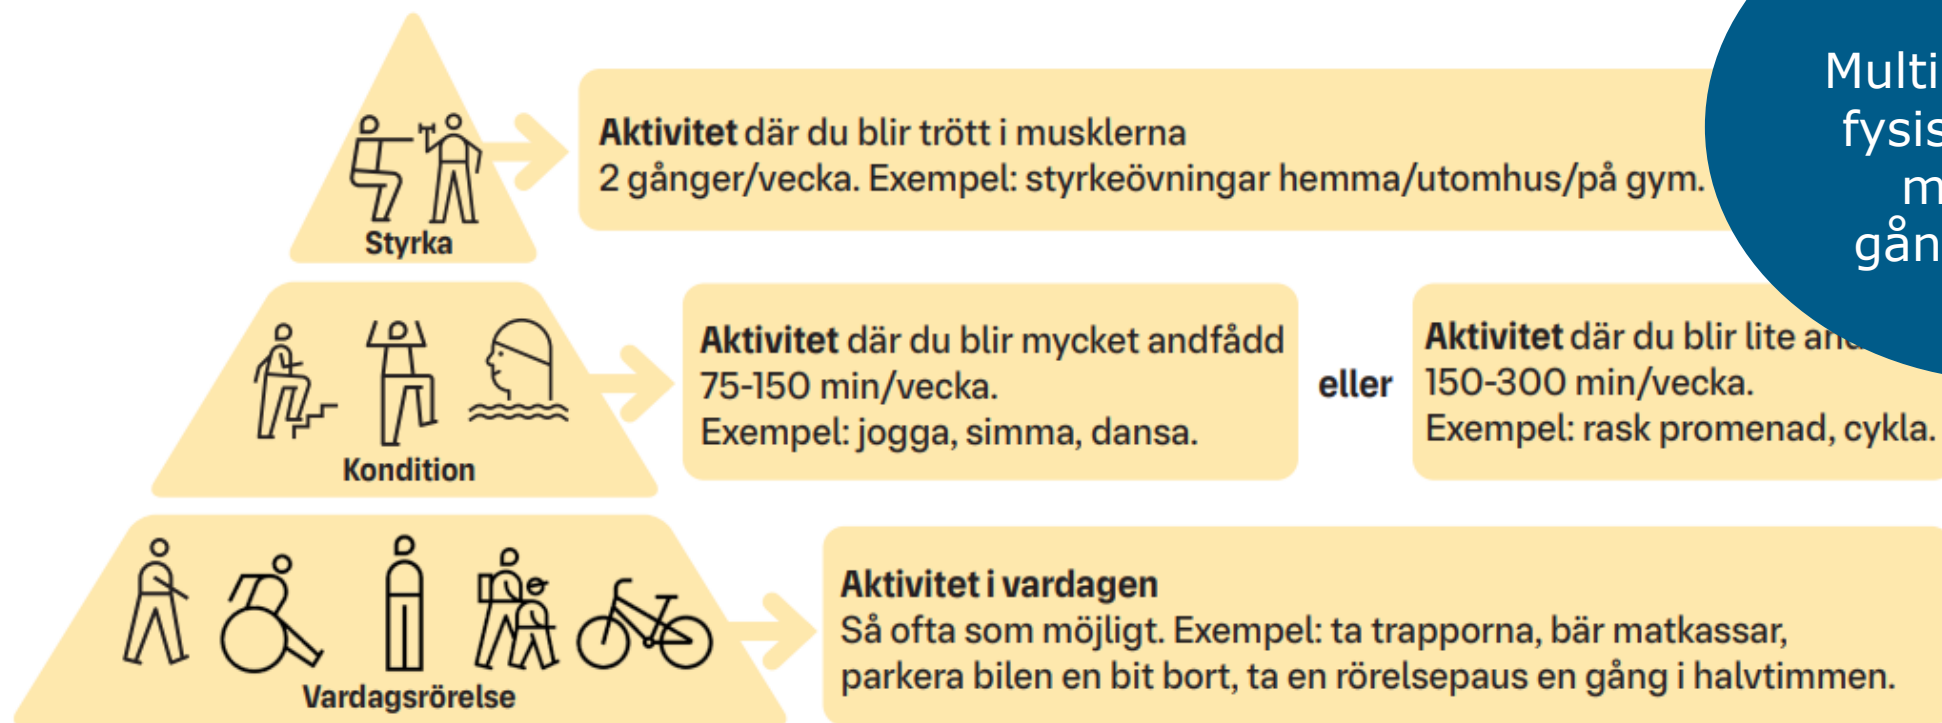 Aktivitet där du blir trött i musklerna
2 gånger/vecka. Exempel: styrkeövningar hemma/utomhus/på gym.
Styrka
Aktivitet där du blir mycket andfådd
75-150 min/vecka.
Exempel: jogga, simma, dansa.
Kondition
eller
Aktivitet där du blir lite
150-300 min/vecka.
Exempel: rask promenad, cykla.
Aktivitet i vardagen
Så ofta som möjligt. Exempel: ta trapporna, bär matkassar,
parkera bilen en bit bort, ta en rörelsepaus en gång i halvtimmen.
Vardagsrörelse